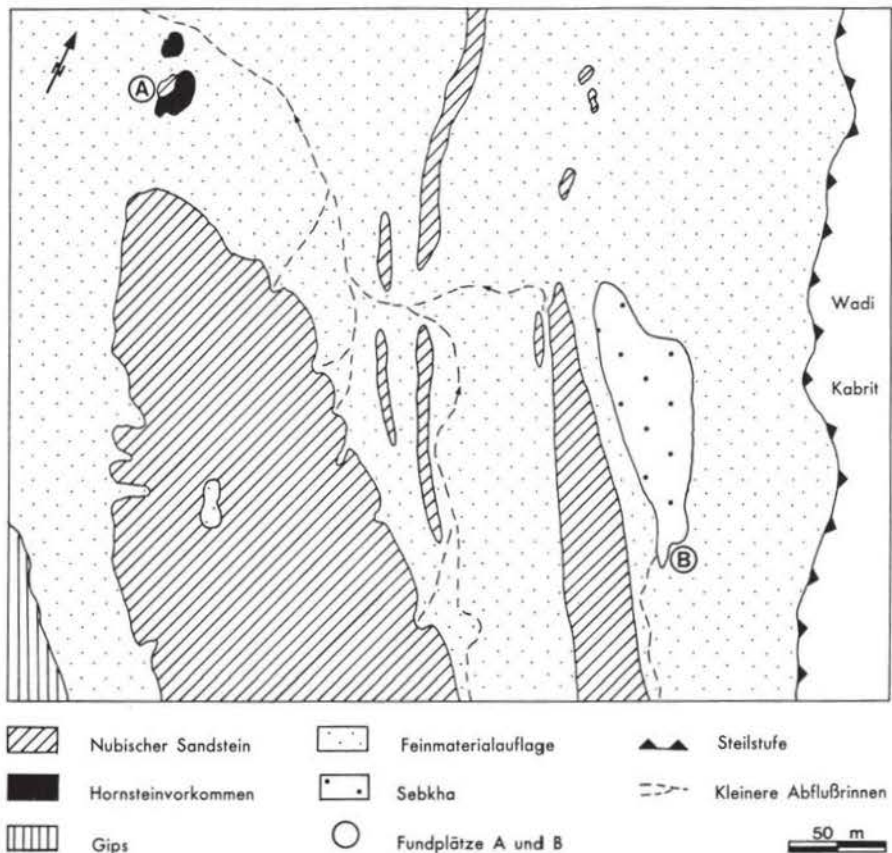 N
A
Wadi
Kabrit
B
Nubischer Sandstein
Feinmaterialauflage
Steilstufe
Hornsteinvorkommen
Sebkha
Kleinere Abflußrinnen
Gips
Fundplätze A und B
50 m